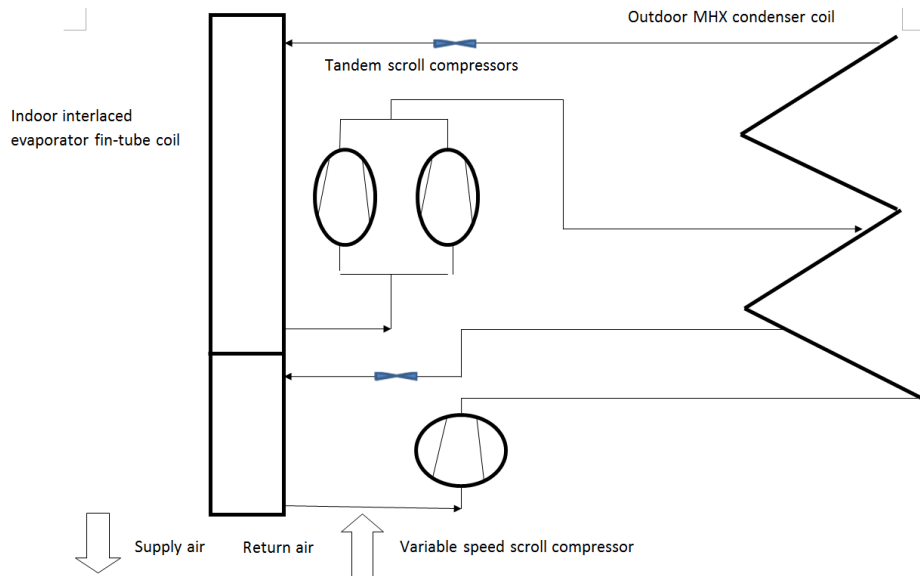 Outdoor MHX condenser coil
Tandem scroll compressors
Indoor interlaced
evaporator fin-tube coil
Supply air
Return air
Variable speed scroll compressor